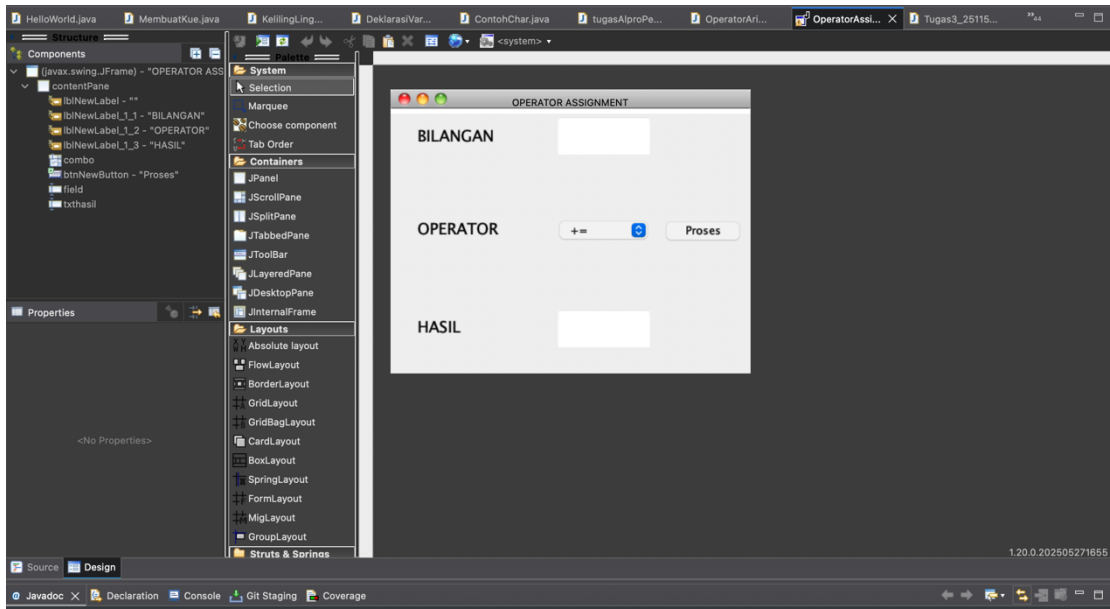 HelloWorld.java MembuatKue.java KelilingLing... DeklarasiVar... ContohChar.java tugasAlproPe... OperatorAri... OperatorAssi... Tugas3_25115... »44
Structure
Components
(javax.swing.JFrame) - "OPERATOR ASS
contentPane
lblNewLabel - ""
lblNewLabel_1_1 - "BILANGAN"
lblNewLabel_1_2 - "OPERATOR"
lblNewLabel_1_3 - "HASIL"
combo
btnNewButton - "Proses"
field
txthasil
Properties
<No Properties>
<system>
Palette
System
Selection
Marquee
Choose component
Tab Order
Containers
JPanel
JScrollPane
JSplitPane
JTabbedPane
JToolBar
JLayeredPane
JDesktopPane
JInternalFrame
Layouts
Absolute layout
FlowLayout
BorderLayout
GridLayout
GridBagLayout
CardLayout
BoxLayout
SpringLayout
FormLayout
MigLayout
GroupLayout
Struts & Springs
OPERATOR ASSIGNMENT
BILANGAN
OPERATOR += Proses
HASIL
1.20.0.202505271655
Source Design
Javadoc Declaration Console Git Staging Coverage